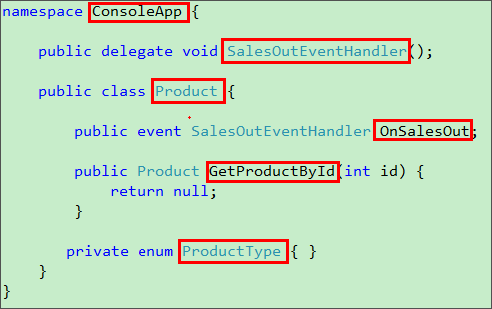 namespace ConsoleApp {
public delegate void SalesOutEventHandler();
public class Product {
public event SalesOutEventHandler OnSalesOut;
public Product GetProductById(int id) {
return null;
}
private enum ProductType { }
}
}